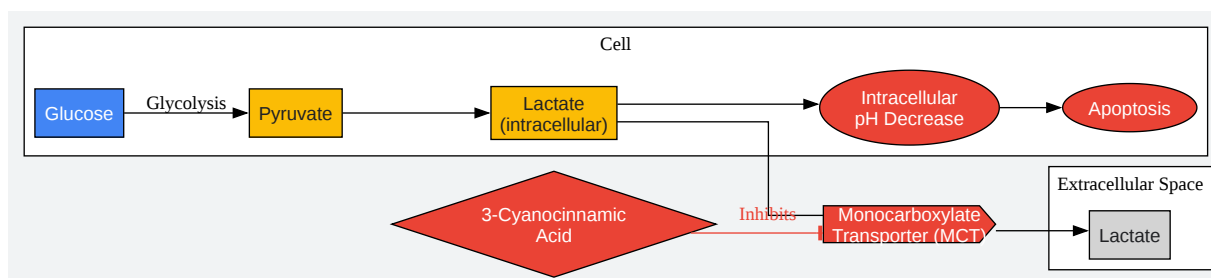 Cell
Glucose
Glycolysis
Pyruvate
Lactate
(intracellular)
Intracellular
pH Decrease
Apoptosis
3-Cyanocinnamic
Acid
Inhibits
Monocarboxylate
Transporter (MCT)
Extracellular Space
Lactate